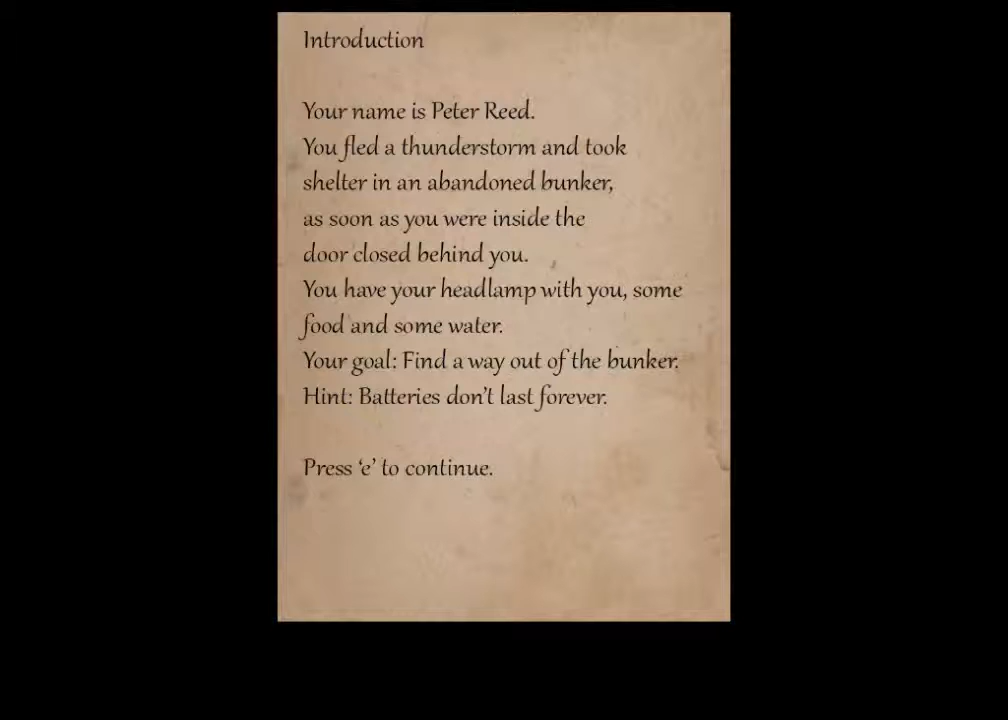 Introduction
Your name is Peter Reed.
You fled a thunderstorm and took
shelter in an abandoned bunker,
as soon as you were inside the
door closed behind you.
You have your headlamp with you, some
food and some water.
Your goal: Find a way out of the bunker.
Hint: Batteries don't last forever.
Press ‘e’ to continue.